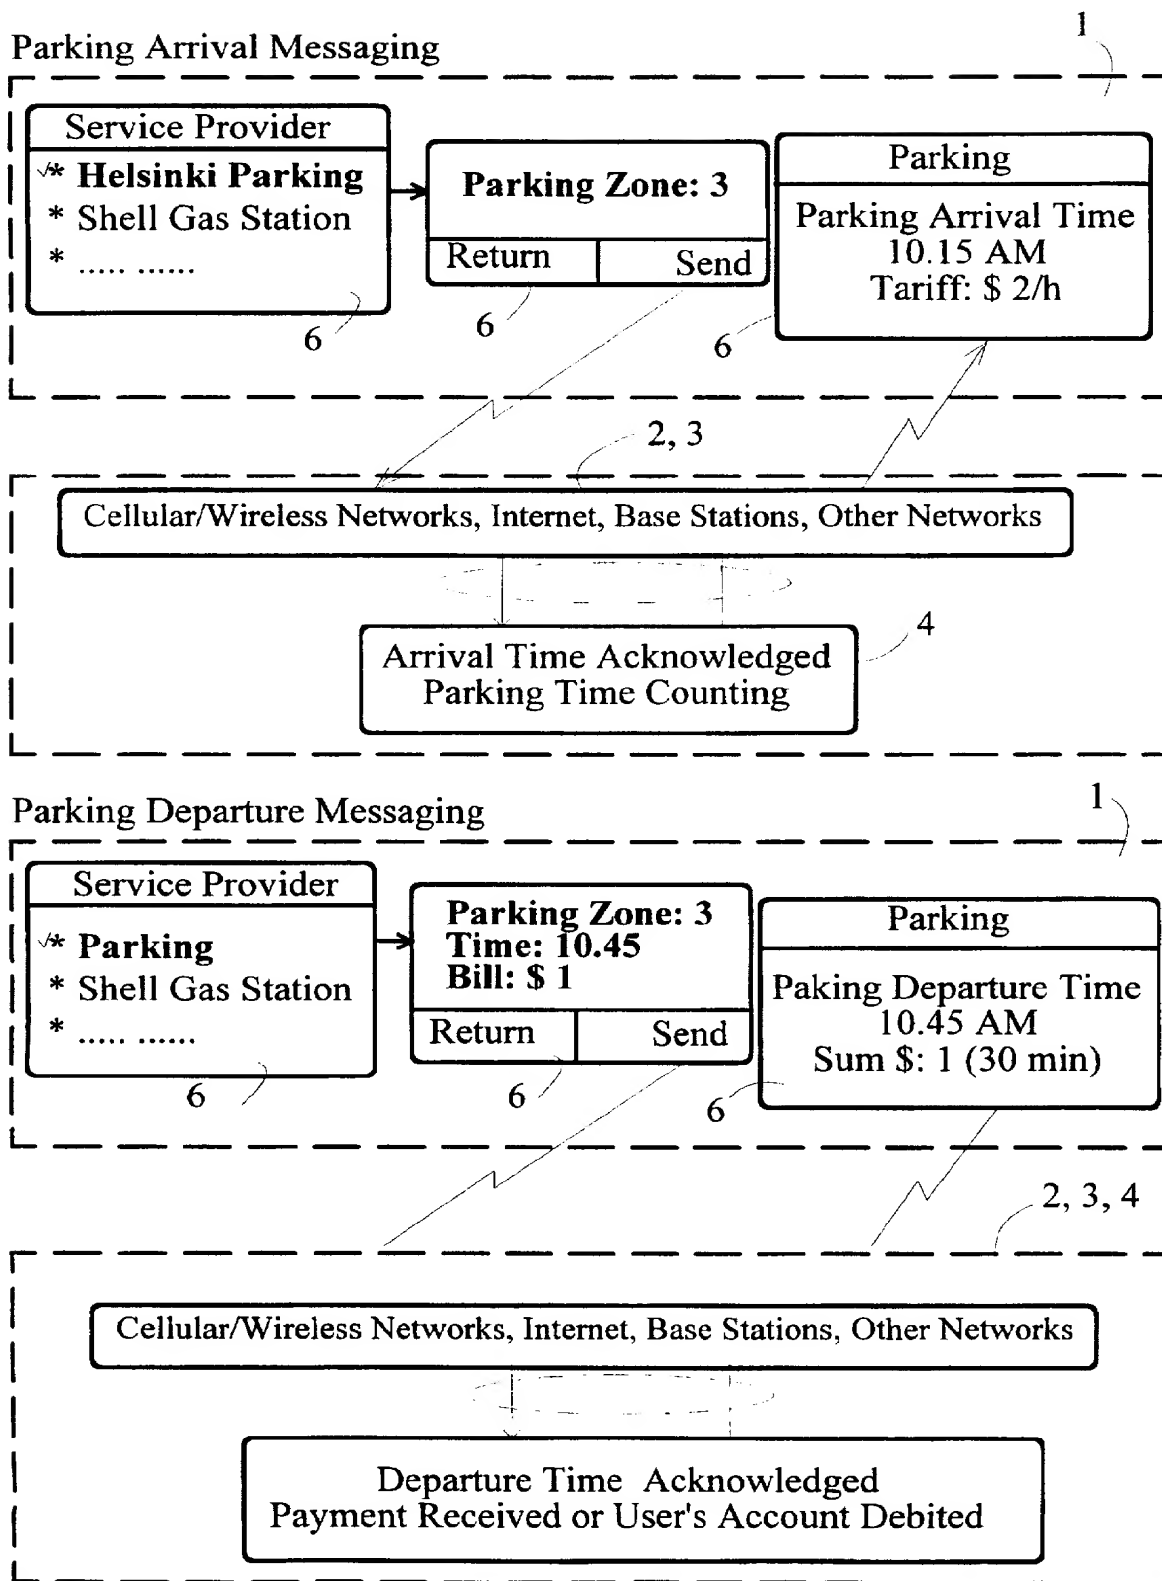 Parking Arrival Messaging
1
Service Provider
✓* Helsinki Parking
* Shell Gas Station
* ..... ......
6
Parking Zone: 3
Return Send
6
Parking
Parking Arrival Time
10.15 AM
Tariff: $ 2/h
6
2, 3
Cellular/Wireless Networks, Internet, Base Stations, Other Networks
4
Arrival Time Acknowledged
Parking Time Counting
Parking Departure Messaging
1
Service Provider
✓* Parking
* Shell Gas Station
* ..... ......
6
Parking Zone: 3
Time: 10.45
Bill: $ 1
Return Send
6
Parking
Paking Departure Time
10.45 AM
Sum $: 1 (30 min)
6
2, 3, 4
Cellular/Wireless Networks, Internet, Base Stations, Other Networks
Departure Time Acknowledged
Payment Received or User's Account Debited